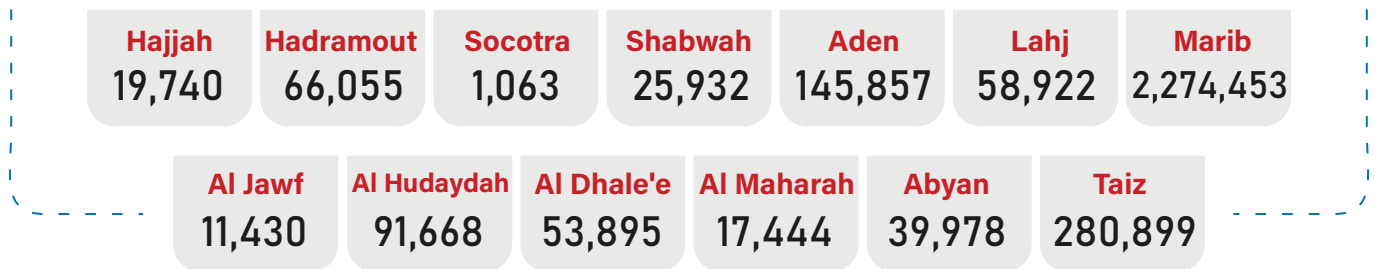 Hajjah Hadramout Socotra Shabwah Aden Lahj Marib
19,740 66,055 1,063 25,932 145,857 58,922 2,274,453
Al Jawf Al Hudaydah Al Dhale'e Al Maharah Abyan Taiz
11,430 91,668 53,895 17,444 39,978 280,899